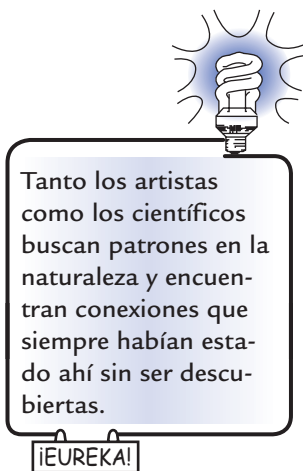 Tanto los artistas
como los científicos
buscan patrones en la
naturaleza y encuen-
tran conexiones que
siempre habían esta-
do ahí sin ser descu-
biertas.
¡EUREKA!